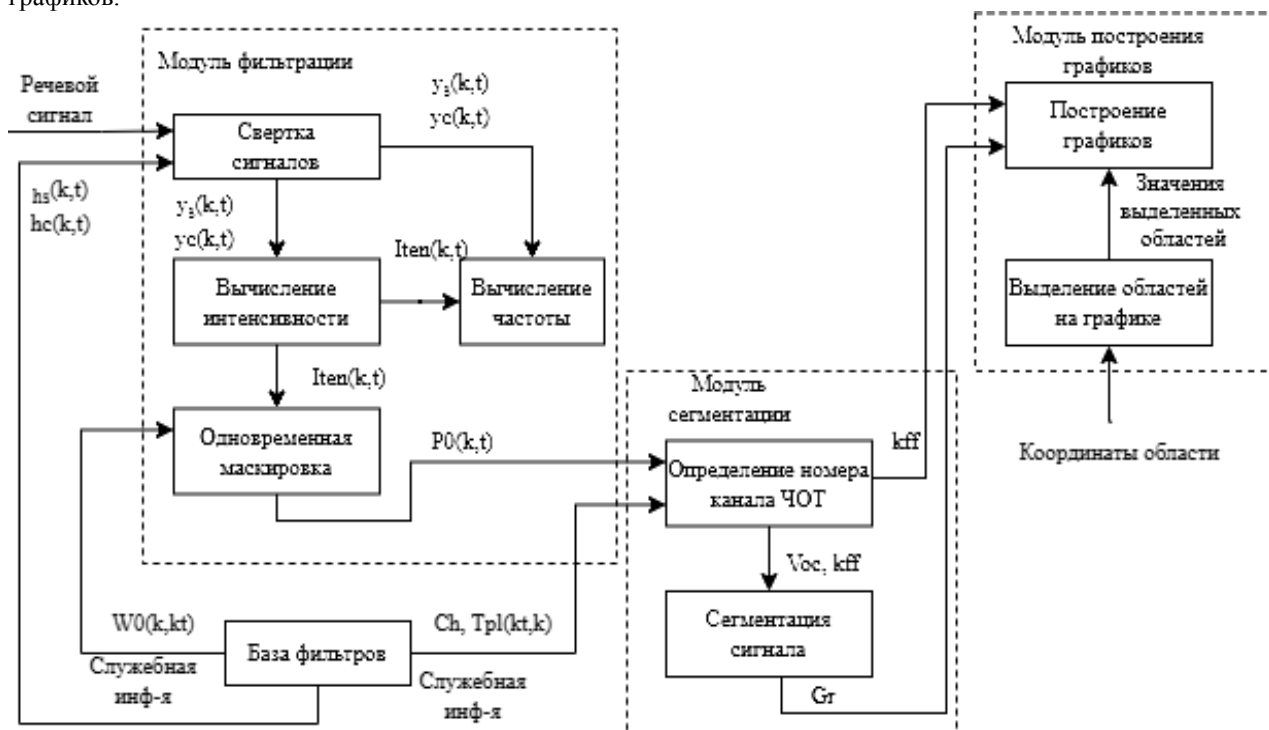 графиков.
Модуль фильтрации
Речевой
сигнал
Свертка
сигналов
y_s(k,t)
yc(k,t)
hs(k,t)
hc(k,t)
y_s(k,t)
yc(k,t)
Iten(k,t)
Вычисление
интенсивности
Вычисление
частоты
Iten(k,t)
Одновременная
маскировка
P0(k,t)
W0(k,kt)
Служебная
инф-я
База фильтров
Ch, Tpl(kt,k)
Служебная
инф-я
Модуль
сегментации
Определение номера
канала ЧОТ
kff
Voc, kff
Сегментация
сигнала
Gr
Модуль построения
графиков
Построение
графиков
Значения
выделенных
областей
Выделение областей
на графике
Координаты области